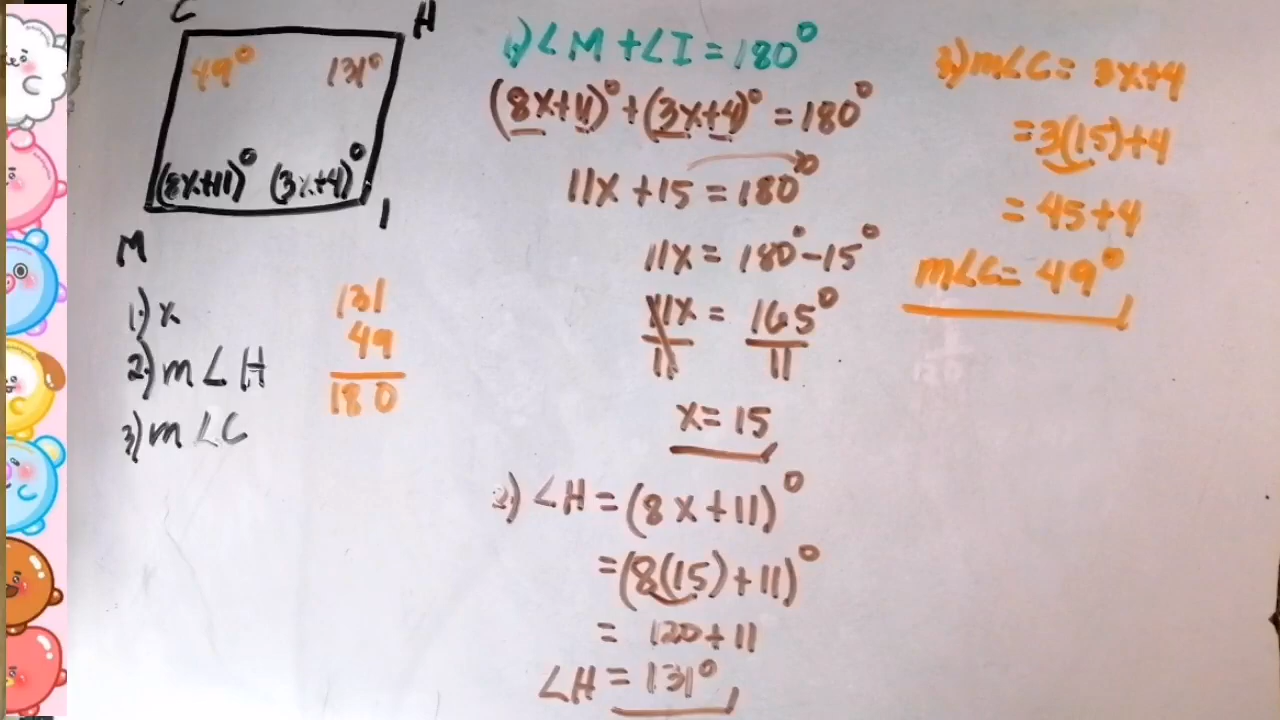 C
H
49°
131°
(8x+11)°
(3x+4)°
M
I
1) x
2) m∠H
3) m∠C
131
49
180
1) ∠M + ∠I = 180°
(8x+11)° + (3x+4)° = 180°
11x + 15 = 180°
11x = 180° - 15°
11x = 165°
11 11
x = 15
2) ∠H = (8x + 11)°
= (8(15) + 11)°
= 120 + 11
∠H = 131°
3) m∠C = 3x+4
= 3(15)+4
= 45+4
m∠C = 49°